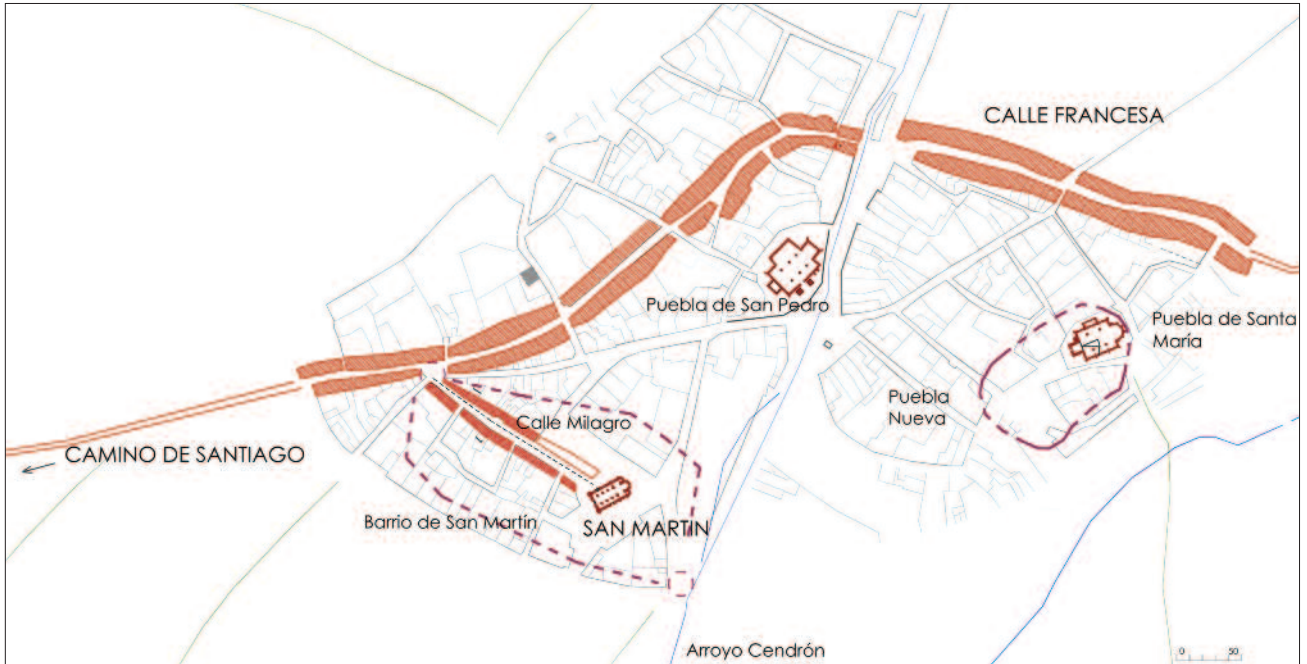 CALLE FRANCESA
Puebla de San Pedro
Puebla de Santa
María
Puebla
Nueva
Calle Milagro
CAMINO DE SANTIAGO
Barrio de San Martín
SAN MARTIN
Arroyo Cendrón
0 50